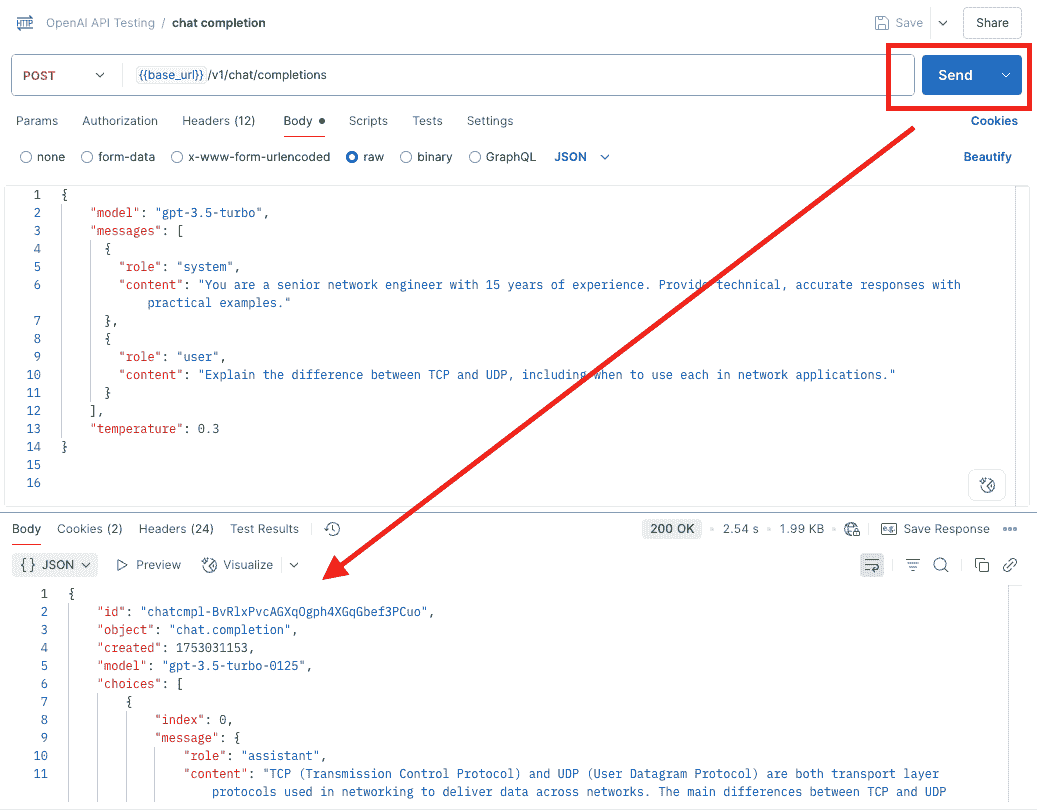 HTTP OpenAI API Testing / chat completion Save Share
POST {{base_url}}/v1/chat/completions Send
Params Authorization Headers (12) Body Scripts Tests Settings Cookies
none form-data x-www-form-urlencoded raw binary GraphQL JSON Beautify
1 {
2 "model": "gpt-3.5-turbo",
3 "messages": [
4 {
5 "role": "system",
6 "content": "You are a senior network engineer with 15 years of experience. Provide technical, accurate responses with
practical examples."
7 },
8 {
9 "role": "user",
10 "content": "Explain the difference between TCP and UDP, including when to use each in network applications."
11 }
12 ],
13 "temperature": 0.3
14 }
15
16
Body Cookies (2) Headers (24) Test Results 200 OK 2.54 s 1.99 KB e.g. Save Response
{} JSON Preview Visualize
1 {
2 "id": "chatcmpl-BvRlxPvcAGXqOgph4XGqGbef3PCuo",
3 "object": "chat.completion",
4 "created": 1753031153,
5 "model": "gpt-3.5-turbo-0125",
6 "choices": [
7 {
8 "index": 0,
9 "message": {
10 "role": "assistant",
11 "content": "TCP (Transmission Control Protocol) and UDP (User Datagram Protocol) are both transport layer
protocols used in networking to deliver data across networks. The main differences between TCP and UDP